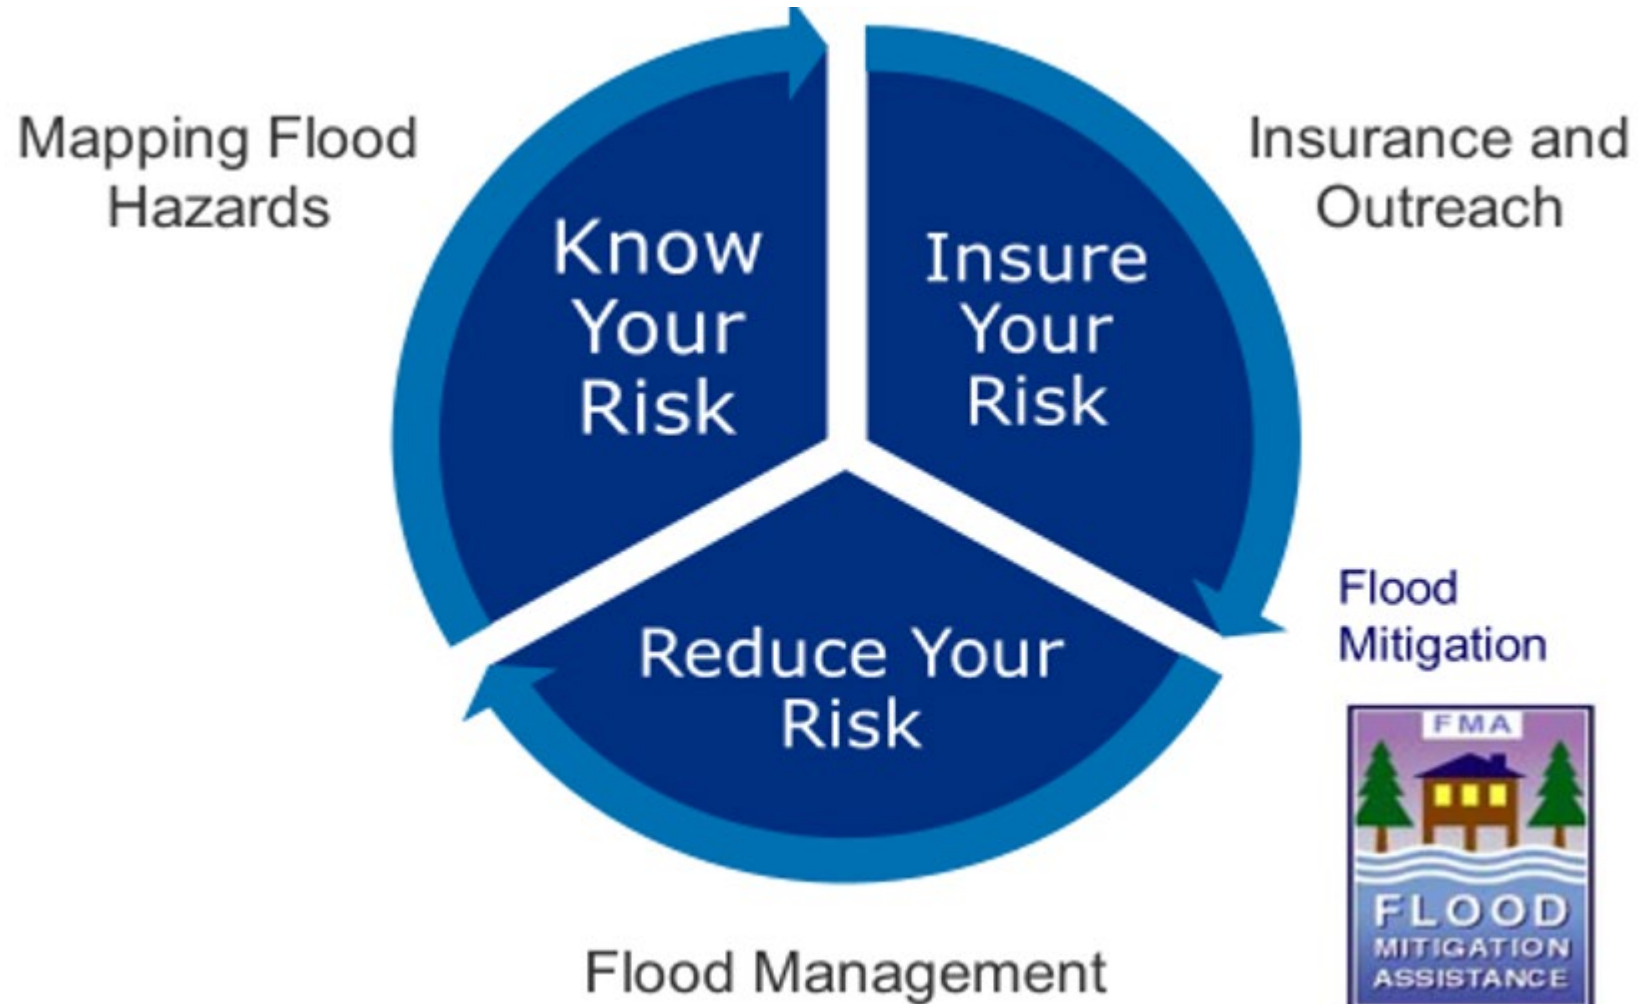 Mapping Flood
Hazards
Know
Your
Risk
Insure
Your
Risk
Insurance and
Outreach
Reduce Your
Risk
Flood
Mitigation
FMA
FLOOD
MITIGATION
ASSISTANCE
Flood Management